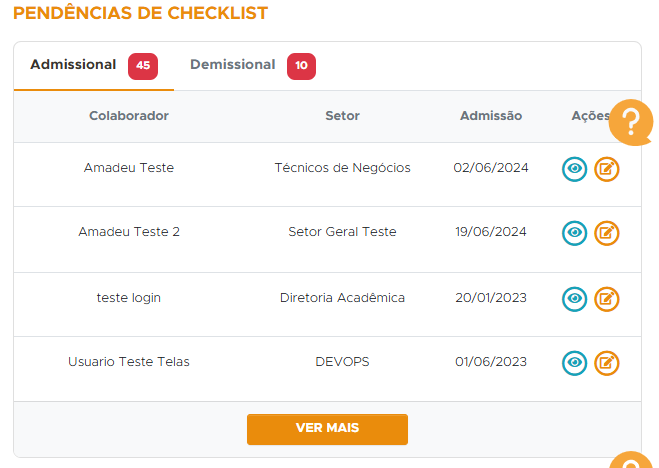 PENDÊNCIAS DE CHECKLIST
Admissional 45 Demissional 10
Colaborador Setor Admissão Ações
?
Amadeu Teste Técnicos de Negócios 02/06/2024
Amadeu Teste 2 Setor Geral Teste 19/06/2024
teste login Diretoria Acadêmica 20/01/2023
Usuario Teste Telas DEVOPS 01/06/2023
VER MAIS